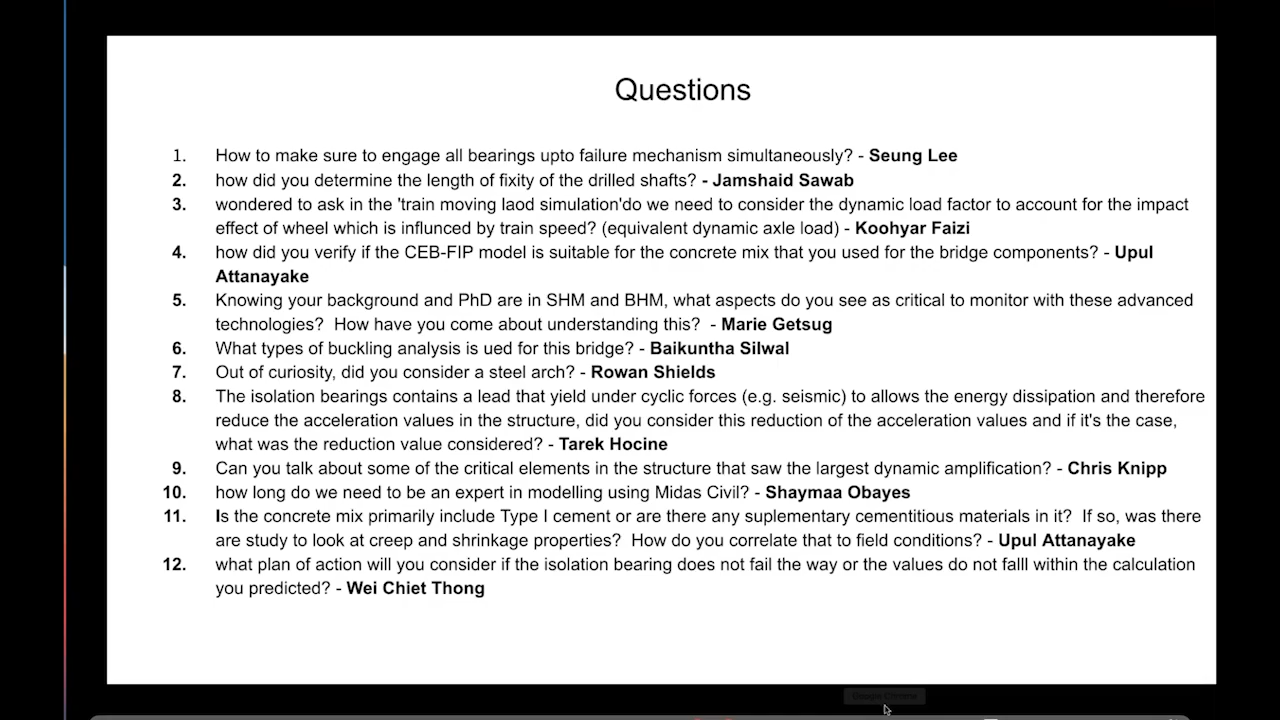 Questions
1. How to make sure to engage all bearings upto failure mechanism simultaneously? - Seung Lee
2. how did you determine the length of fixity of the drilled shafts? - Jamshaid Sawab
3. wondered to ask in the 'train moving laod simulation'do we need to consider the dynamic load factor to account for the impact
effect of wheel which is influnced by train speed? (equivalent dynamic axle load) - Koohyar Faizi
4. how did you verify if the CEB-FIP model is suitable for the concrete mix that you used for the bridge components? - Upul
Attanayake
5. Knowing your background and PhD are in SHM and BHM, what aspects do you see as critical to monitor with these advanced
technologies? How have you come about understanding this? - Marie Getsug
6. What types of buckling analysis is ued for this bridge? - Baikuntha Silwal
7. Out of curiosity, did you consider a steel arch? - Rowan Shields
8. The isolation bearings contains a lead that yield under cyclic forces (e.g. seismic) to allows the energy dissipation and therefore
reduce the acceleration values in the structure, did you consider this reduction of the acceleration values and if it's the case,
what was the reduction value considered? - Tarek Hocine
9. Can you talk about some of the critical elements in the structure that saw the largest dynamic amplification? - Chris Knipp
10. how long do we need to be an expert in modelling using Midas Civil? - Shaymaa Obayes
11. Is the concrete mix primarily include Type I cement or are there any suplementary cementitious materials in it? If so, was there
are study to look at creep and shrinkage properties? How do you correlate that to field conditions? - Upul Attanayake
12. what plan of action will you consider if the isolation bearing does not fail the way or the values do not falll within the calculation
you predicted? - Wei Chiet Thong
Google Chrome